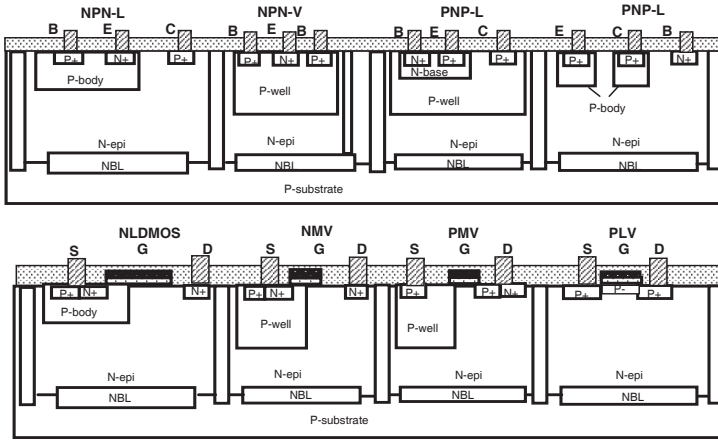 NPN-L NPN-V PNP-L PNP-L
B E C B E B B E C E C B
P+ N+ P+ P+ N+ P+ P+ P+ P+ P+ P+ N+
N-base
P-body P-well P-well P-body
N-epi N-epi N-epi N-epi
NBL NBL NBL NBL
P-substrate
NLDMOS NMV PMV PLV
S G D S G D S G D S G D
P+ N+ N+ P+ N+ N+ P+ P+ N+ P+ P- P+
P-body P-well P-well
N-epi N-epi N-epi N-epi
NBL NBL NBL NBL
P-substrate